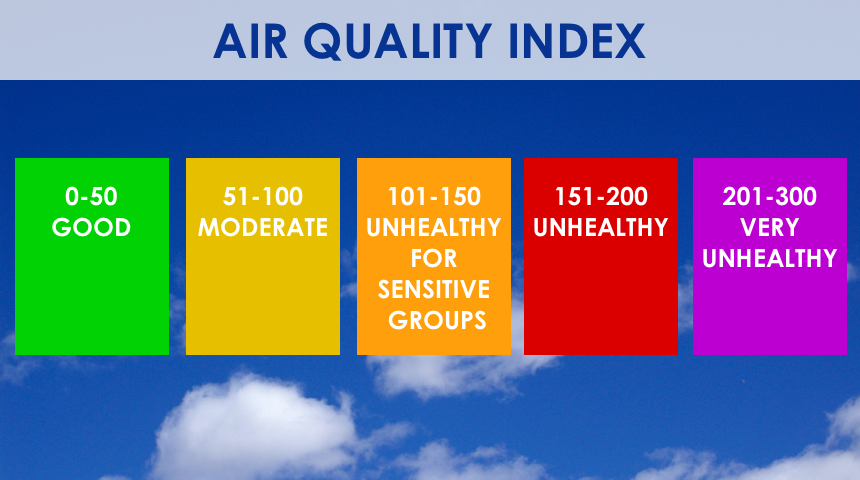 AIR QUALITY INDEX
0-50
GOOD
51-100
MODERATE
101-150
UNHEALTHY
FOR
SENSITIVE
GROUPS
151-200
UNHEALTHY
201-300
VERY
UNHEALTHY